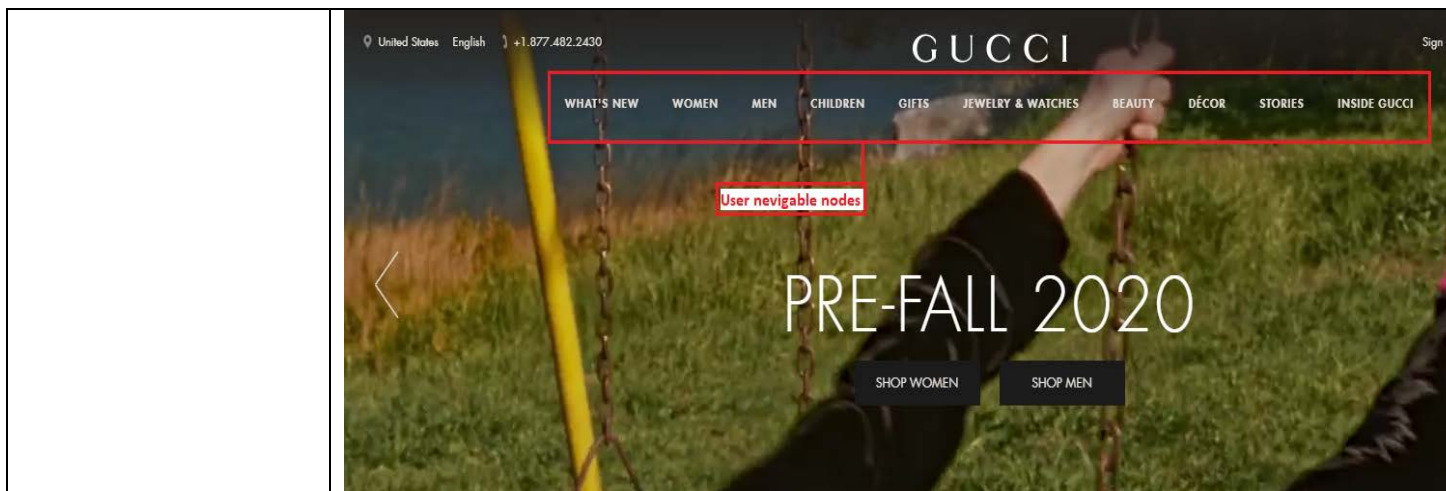 United States English +1.877.482.2430
GUCCI
Sign
WHAT'S NEW WOMEN MEN CHILDREN GIFTS JEWELRY & WATCHES BEAUTY DÉCOR STORIES INSIDE GUCCI
User nevigable nodes
PRE-FALL 2020
SHOP WOMEN SHOP MEN